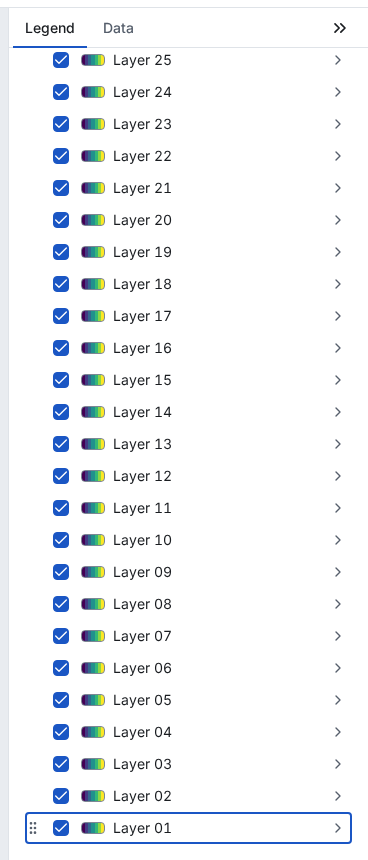 Legend Data
Layer 25
Layer 24
Layer 23
Layer 22
Layer 21
Layer 20
Layer 19
Layer 18
Layer 17
Layer 16
Layer 15
Layer 14
Layer 13
Layer 12
Layer 11
Layer 10
Layer 09
Layer 08
Layer 07
Layer 06
Layer 05
Layer 04
Layer 03
Layer 02
Layer 01